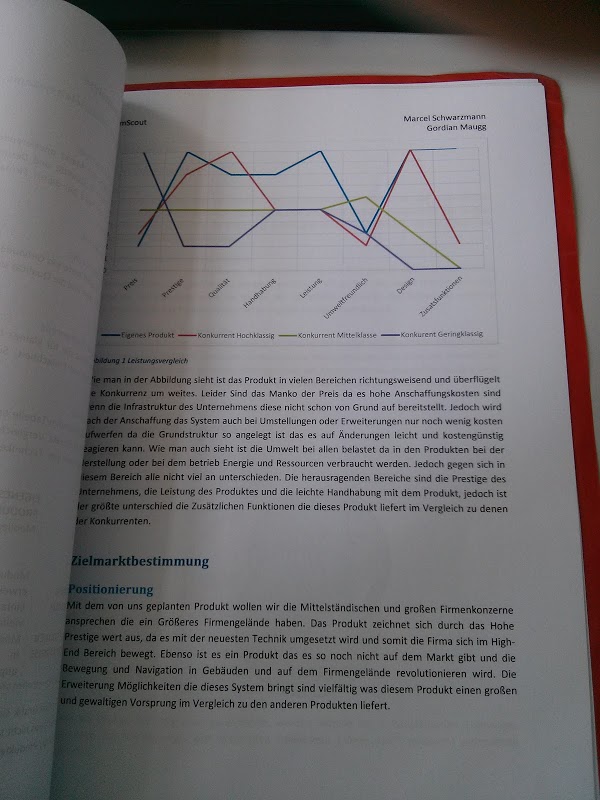 mScout
Marcel Schwarzmann
Gordian Maugg
Preis
Prestige
Qualität
Handhabung
Leistung
Umweltfreundlich
Design
Zusatzfunktionen
Eigenes Produkt
Konkurrent Hochklassig
Konkurrent Mittelklasse
Konkurent Geringklassig
bildung 1 Leistungsvergleich
ie man in der Abbildung sieht ist das Produkt in vielen Bereichen richtungsweisend und überflügelt
e Konkurrenz um weites. Leider Sind das Manko der Preis da es hohe Anschaffungskosten sind
enn die Infrastruktur des Unternehmens diese nicht schon von Grund auf bereitstellt. Jedoch wird
ach der Anschaffung das System auch bei Umstellungen oder Erweiterungen nur noch wenig kosten
ufwerfen da die Grundstruktur so angelegt ist das es auf Änderungen leicht und kostengünstig
eagieren kann. Wie man auch sieht ist die Umwelt bei allen belastet da in den Produkten bei der
erstellung oder bei dem betrieb Energie und Ressourcen verbraucht werden. Jedoch gegen sich in
iesem Bereich alle nicht viel an unterschieden. Die herausragenden Bereiche sind die Prestige des
nternehmens, die Leistung des Produktes und die leichte Handhabung mit dem Produkt, jedoch ist
er größte unterschied die Zusätzlichen Funktionen die dieses Produkt liefert im Vergleich zu denen
er Konkurrenten.
Zielmarktbestimmung
Positionierung
Mit dem von uns geplanten Produkt wollen wir die Mittelständischen und großen Firmenkonzerne
ansprechen die ein Größeres Firmengelände haben. Das Produkt zeichnet sich durch das Hohe
Prestige wert aus, da es mit der neuesten Technik umgesetzt wird und somit die Firma sich im High-
End Bereich bewegt. Ebenso ist es ein Produkt das es so noch nicht auf dem Markt gibt und die
Bewegung und Navigation in Gebäuden und auf dem Firmengelände revolutionieren wird. Die
Erweiterung Möglichkeiten die dieses System bringt sind vielfältig was diesem Produkt einen großen
und gewaltigen Vorsprung im Vergleich zu den anderen Produkten liefert.